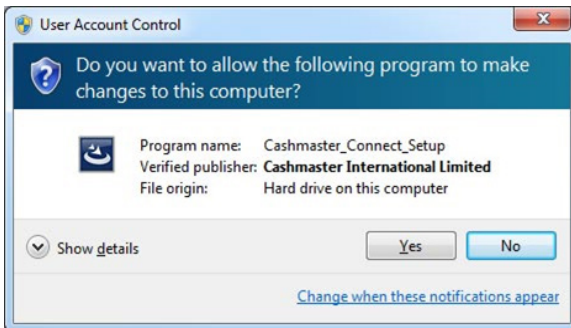 User Account Control
Do you want to allow the following program to make
changes to this computer?
Program name: Cashmaster_Connect_Setup
Verified publisher: Cashmaster International Limited
File origin: Hard drive on this computer
Show details
Yes
No
Change when these notifications appear